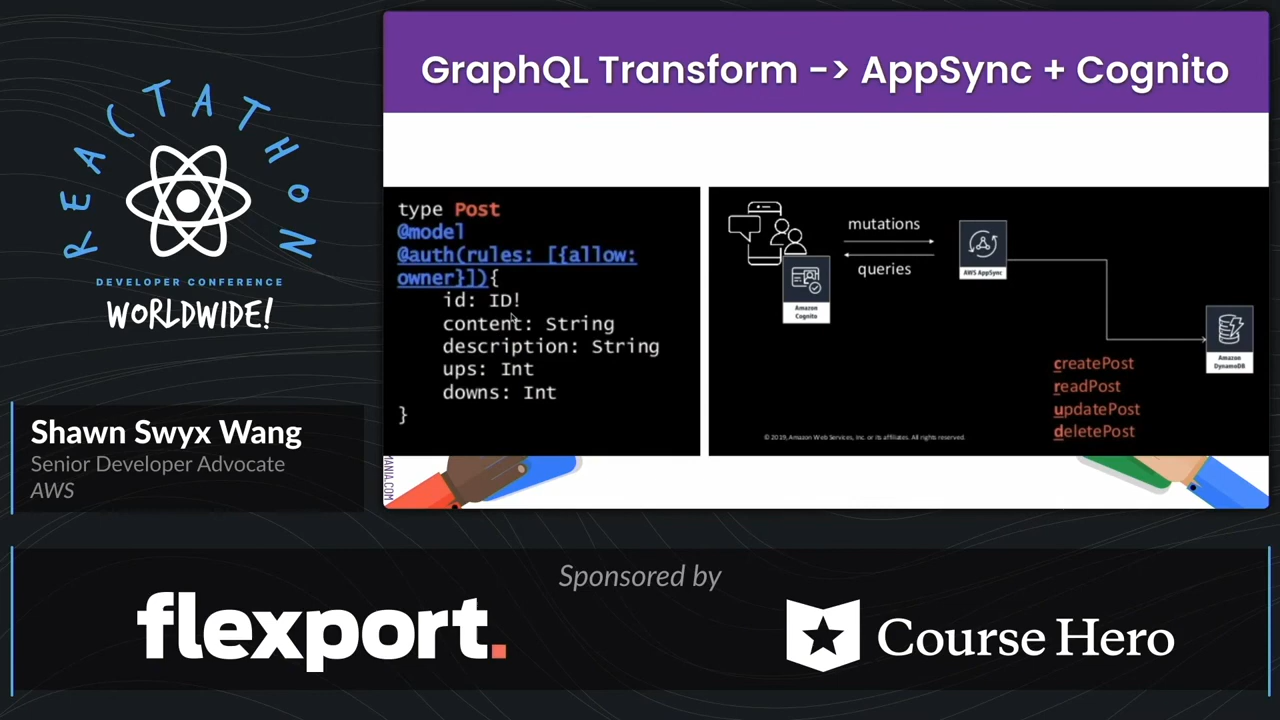 REACTATHON
DEVELOPER CONFERENCE
WORLDWIDE!
Shawn Swyx Wang
Senior Developer Advocate
AWS
GraphQL Transform -> AppSync + Cognito
type Post
@model
@auth(rules: [{allow:
owner}]){
id: ID!
content: String
description: String
ups: Int
downs: Int
}
mutations
queries
Amazon
Cognito
AWS AppSync
Amazon
DynamoDB
createPost
readPost
updatePost
deletePost
© 2019, Amazon Web Services, Inc. or its affiliates. All rights reserved.
MANIA.COM
Sponsored by
flexport.
Course Hero